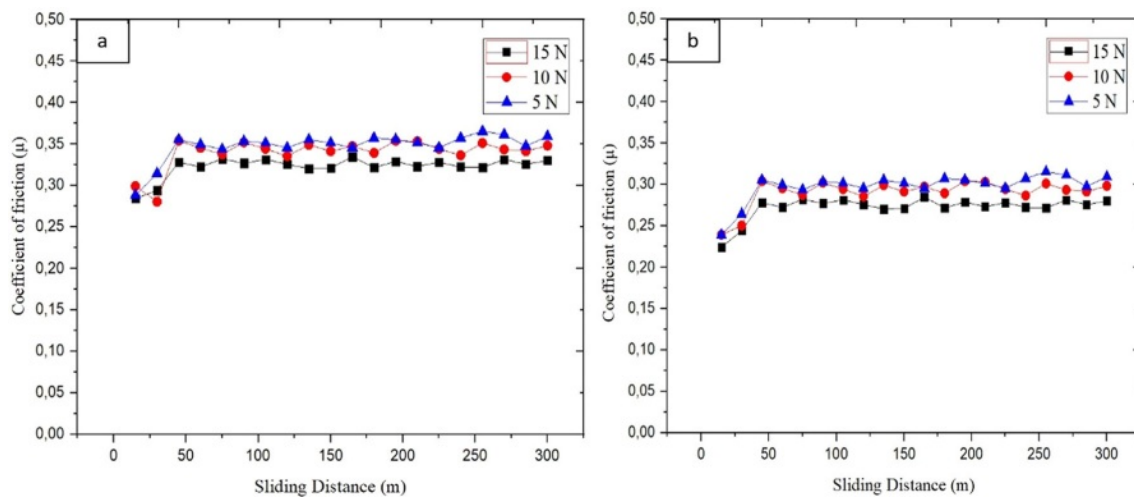 a
15 N
10 N
5 N
0,50
0,45
0,40
0,35
0,30
0,25
0,20
0,15
0,10
0,05
0,00
Coefficient of friction (μ)
0 50 100 150 200 250 300
Sliding Distance (m)
b
15 N
10 N
5 N
0,50
0,45
0,40
0,35
0,30
0,25
0,20
0,15
0,10
0,05
0,00
Coefficient of friction (μ)
0 50 100 150 200 250 300
Sliding Distance (m)